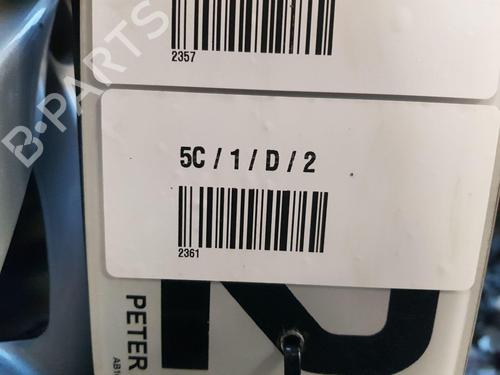 2357
B-PARTS
5C / 1 / D / 2
2361
PETER